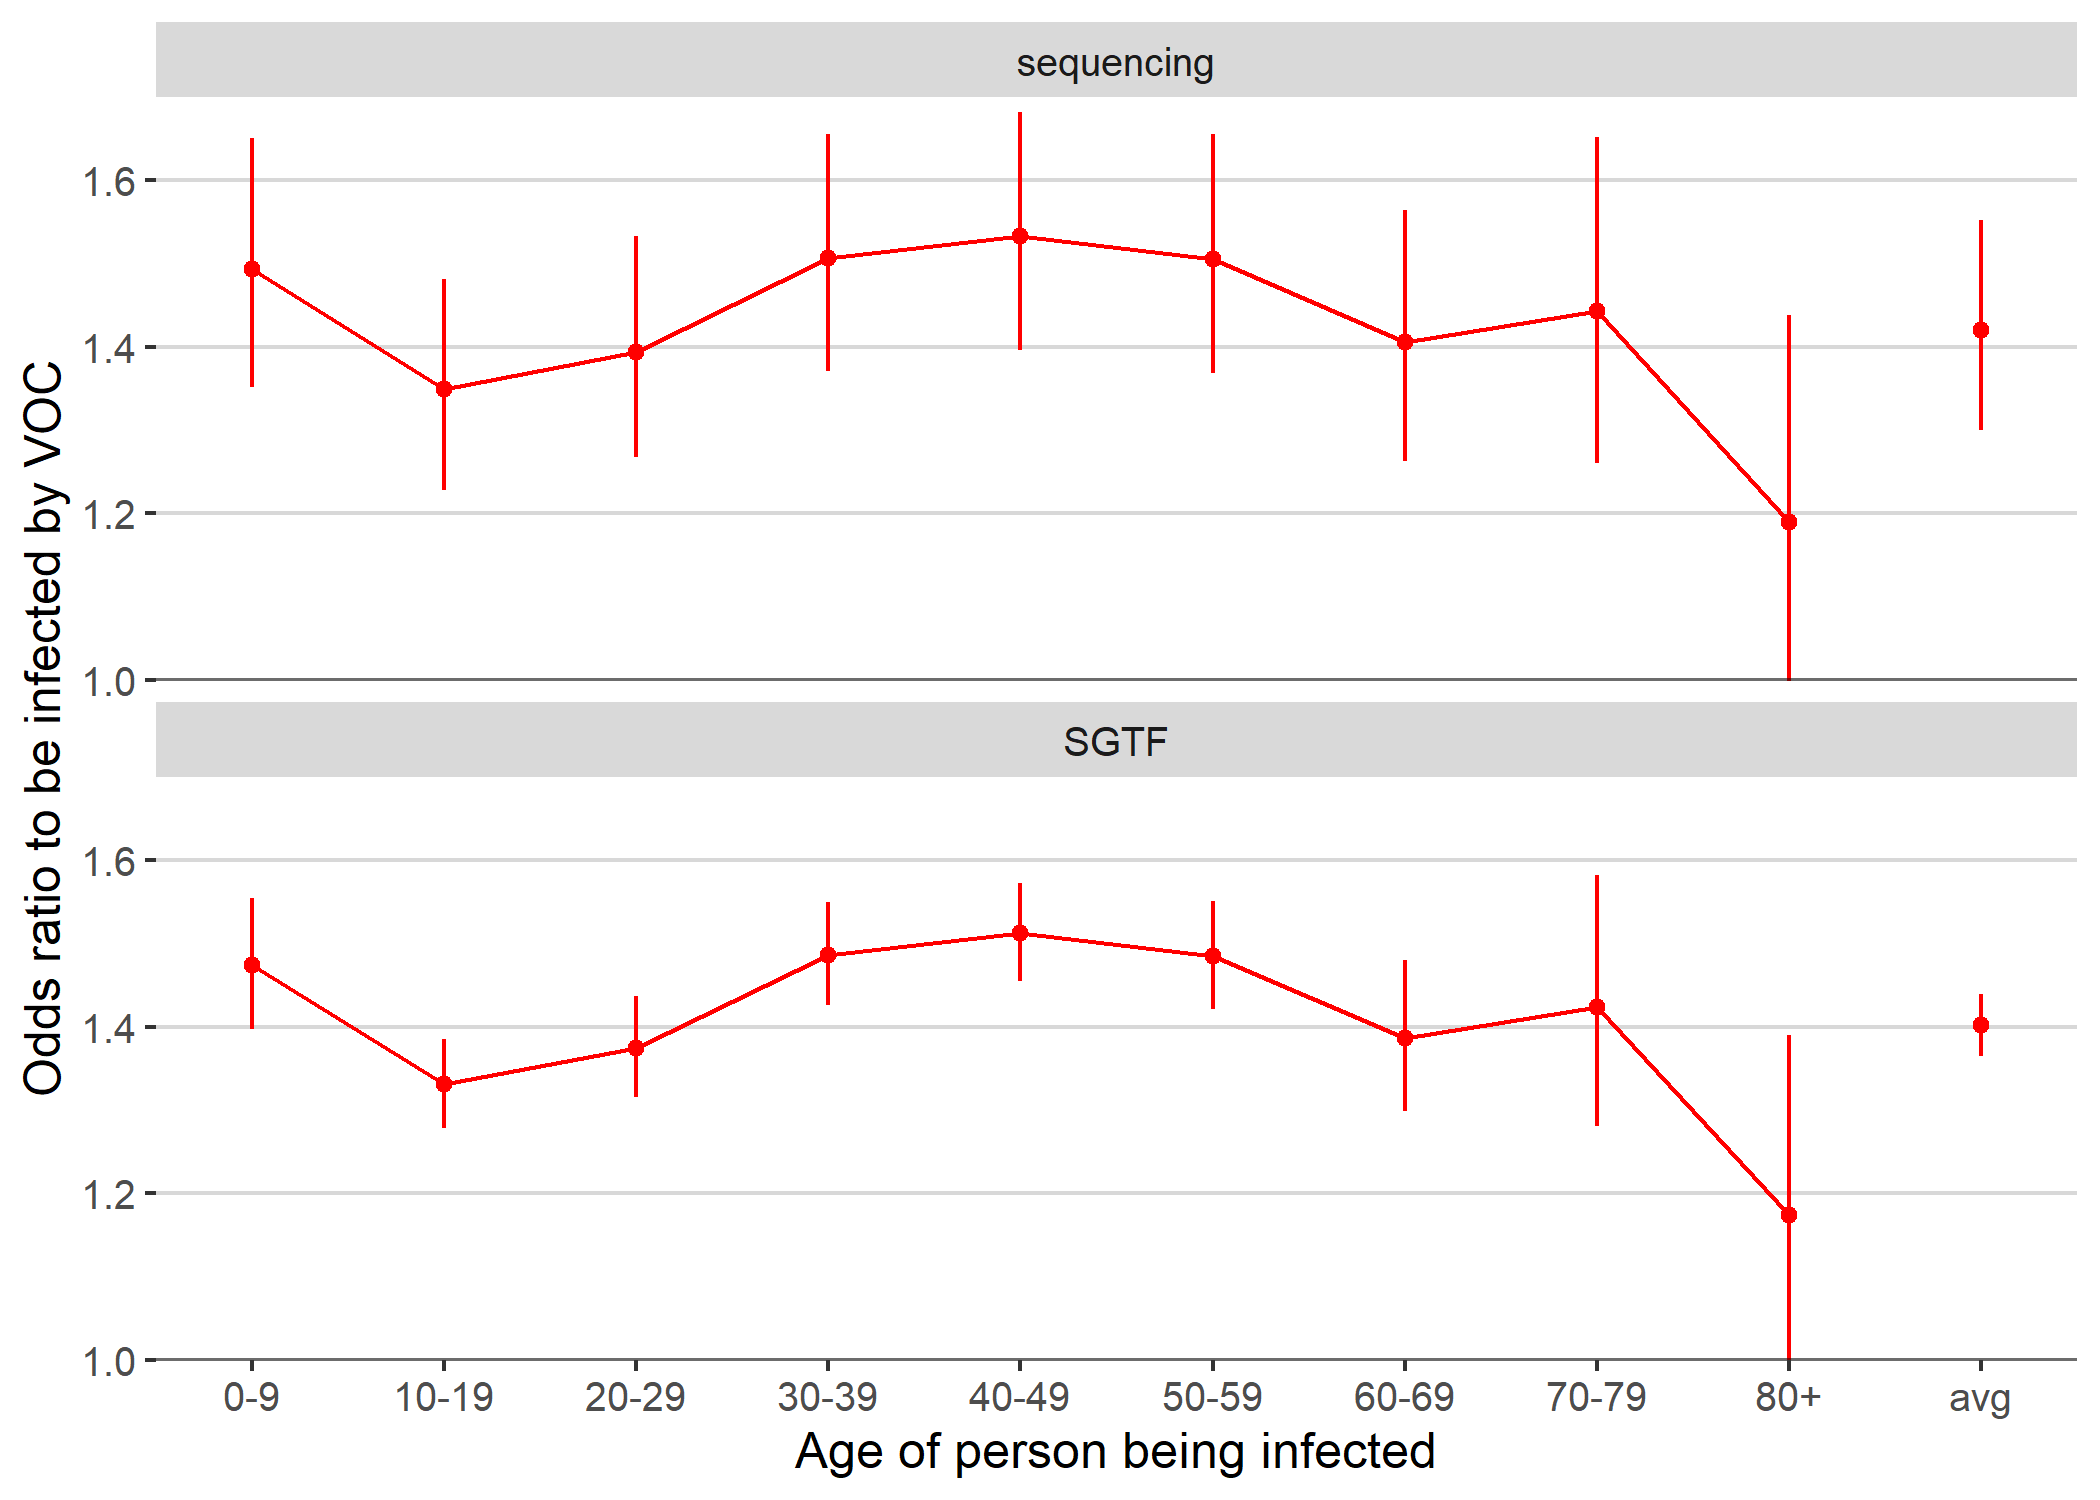 sequencing
1.6
1.4
1.2
1.0
SGTF
1.6
1.4
1.2
1.0
0-9 10-19 20-29 30-39 40-49 50-59 60-69 70-79 80+ avg
Age of person being infected
Odds ratio to be infected by VOC